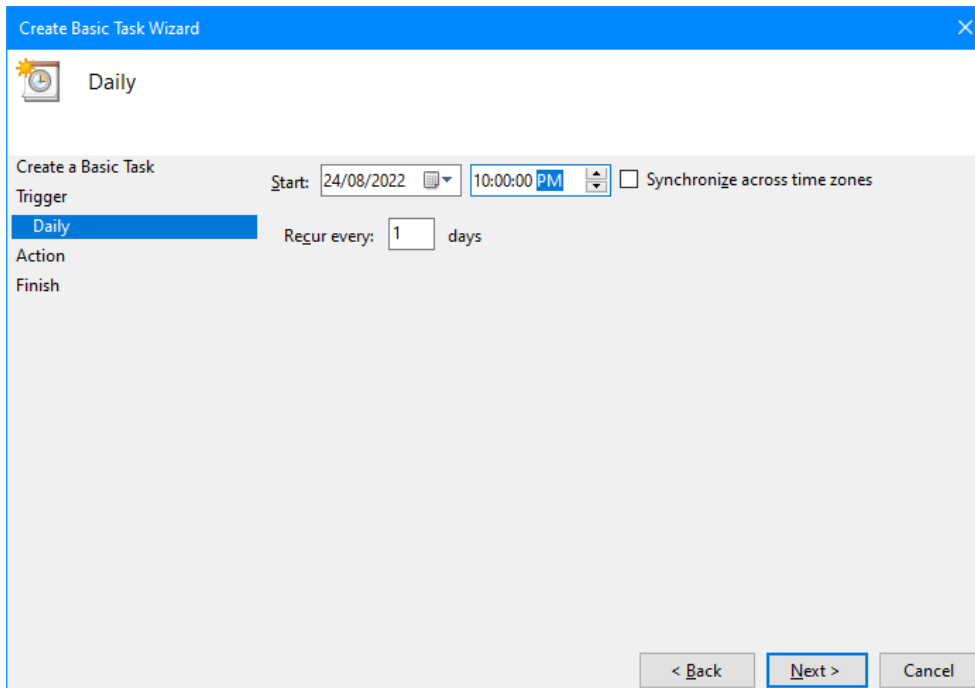 Create Basic Task Wizard
Daily
Create a Basic Task
Trigger
Daily
Action
Finish
Start: 24/08/2022 10:00:00 PM Synchronize across time zones
Recur every: 1 days
< Back Next > Cancel